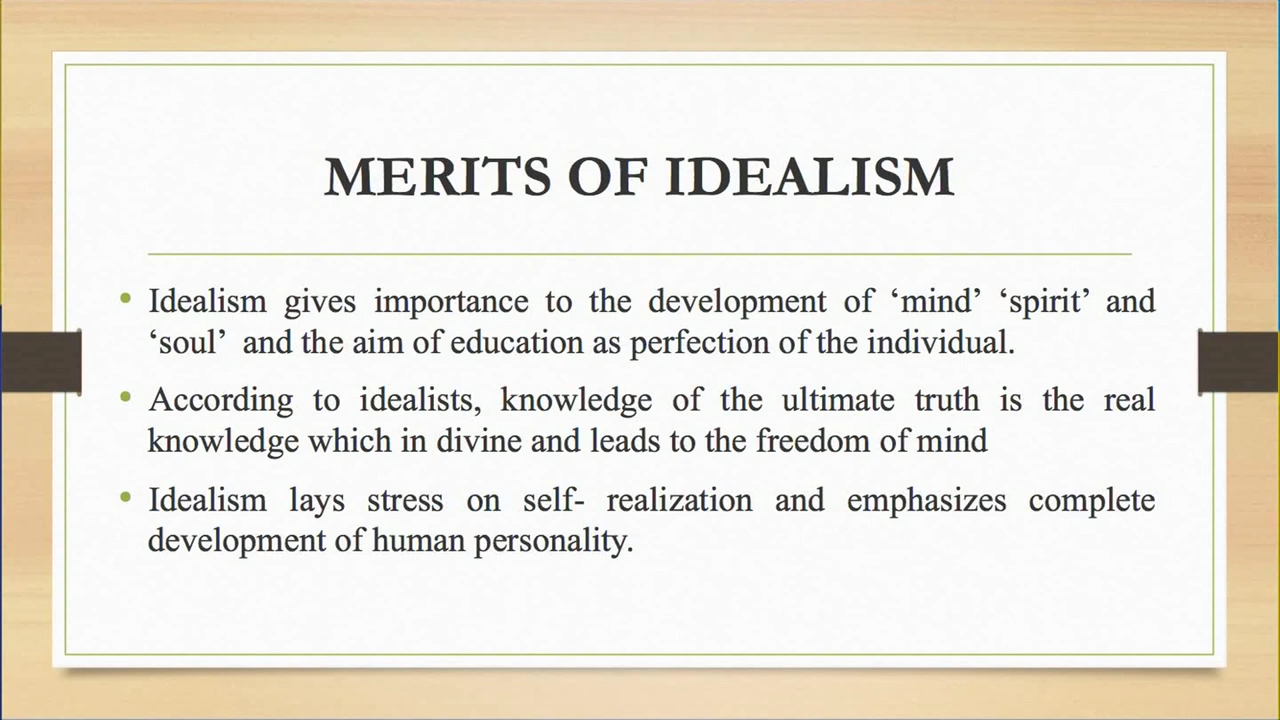 MERITS OF IDEALISM
• Idealism gives importance to the development of ‘mind’ ‘spirit’ and
‘soul’  and the aim of education as perfection of the individual.
• According to idealists, knowledge of the ultimate truth is the real
knowledge which in divine and leads to the freedom of mind
• Idealism lays stress on self- realization and emphasizes complete
development of human personality.